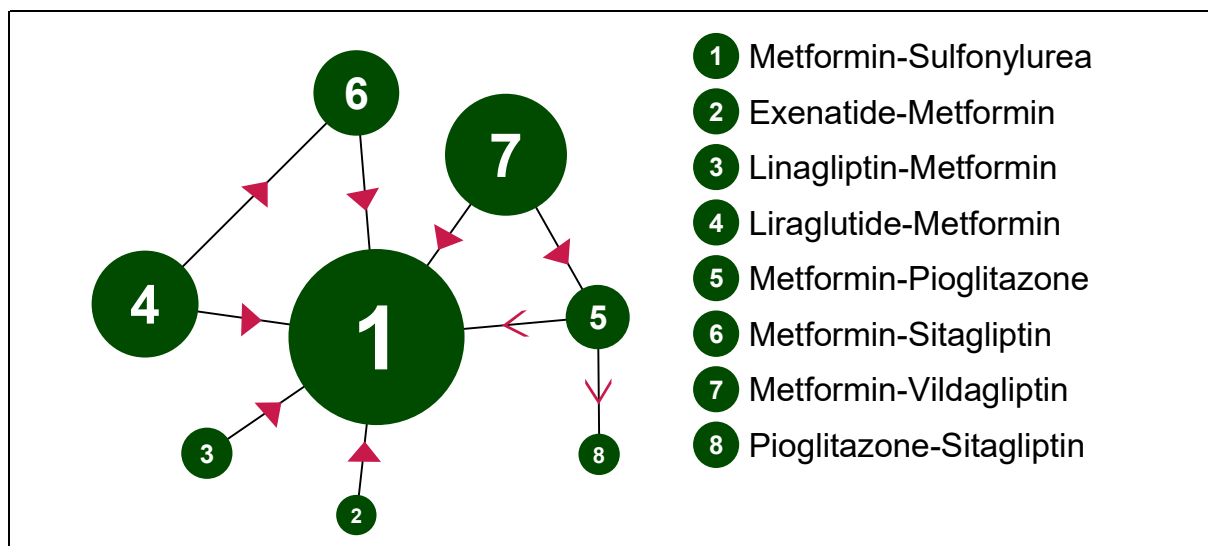 6
7
4
1
5
3
8
2
1 Metformin-Sulfonylurea
2 Exenatide-Metformin
3 Linagliptin-Metformin
4 Liraglutide-Metformin
5 Metformin-Pioglitazone
6 Metformin-Sitagliptin
7 Metformin-Vildagliptin
8 Pioglitazone-Sitagliptin